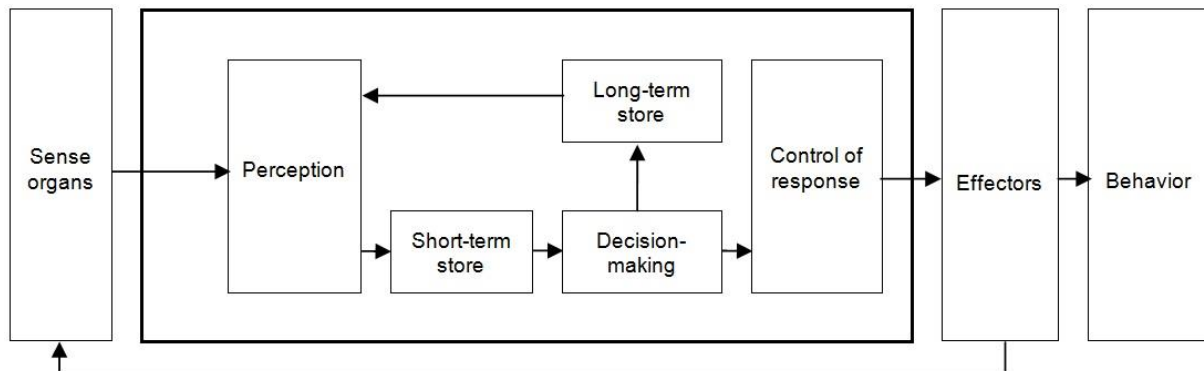 Sense
organs
Perception
Long-term
store
Short-term
store
Decision-
making
Control of
response
Effectors
Behavior